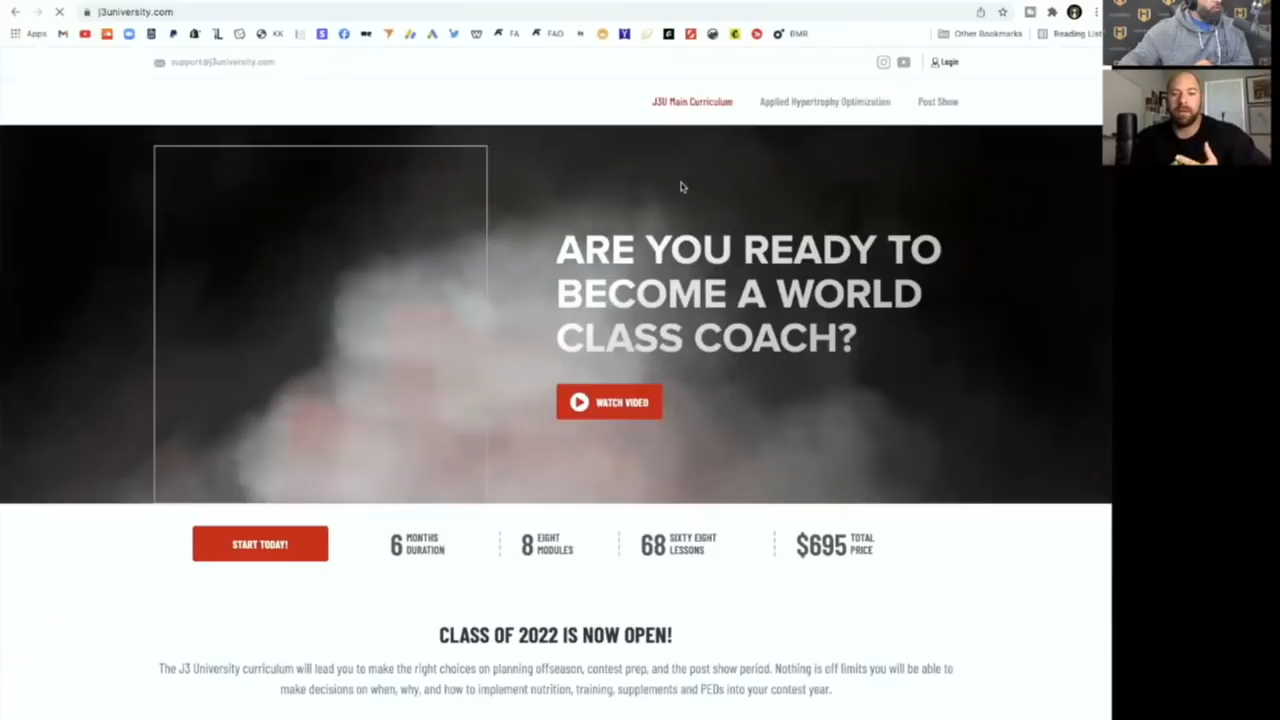 j3university.com
Apps
KK
FA
FAO
BMR
Other Bookmarks
Reading List
support@j3university.com
Login
J3U Main Curriculum
Applied Hypertrophy Optimization
Post Show
ARE YOU READY TO
BECOME A WORLD
CLASS COACH?
WATCH VIDEO
START TODAY!
6 MONTHS DURATION
8 EIGHT MODULES
68 SIXTY EIGHT LESSONS
$695 TOTAL PRICE
CLASS OF 2022 IS NOW OPEN!
The J3 University curriculum will lead you to make the right choices on planning offseason, contest prep, and the post show period. Nothing is off limits you will be able to
make decisions on when, why, and how to implement nutrition, training, supplements and PEDs into your contest year.